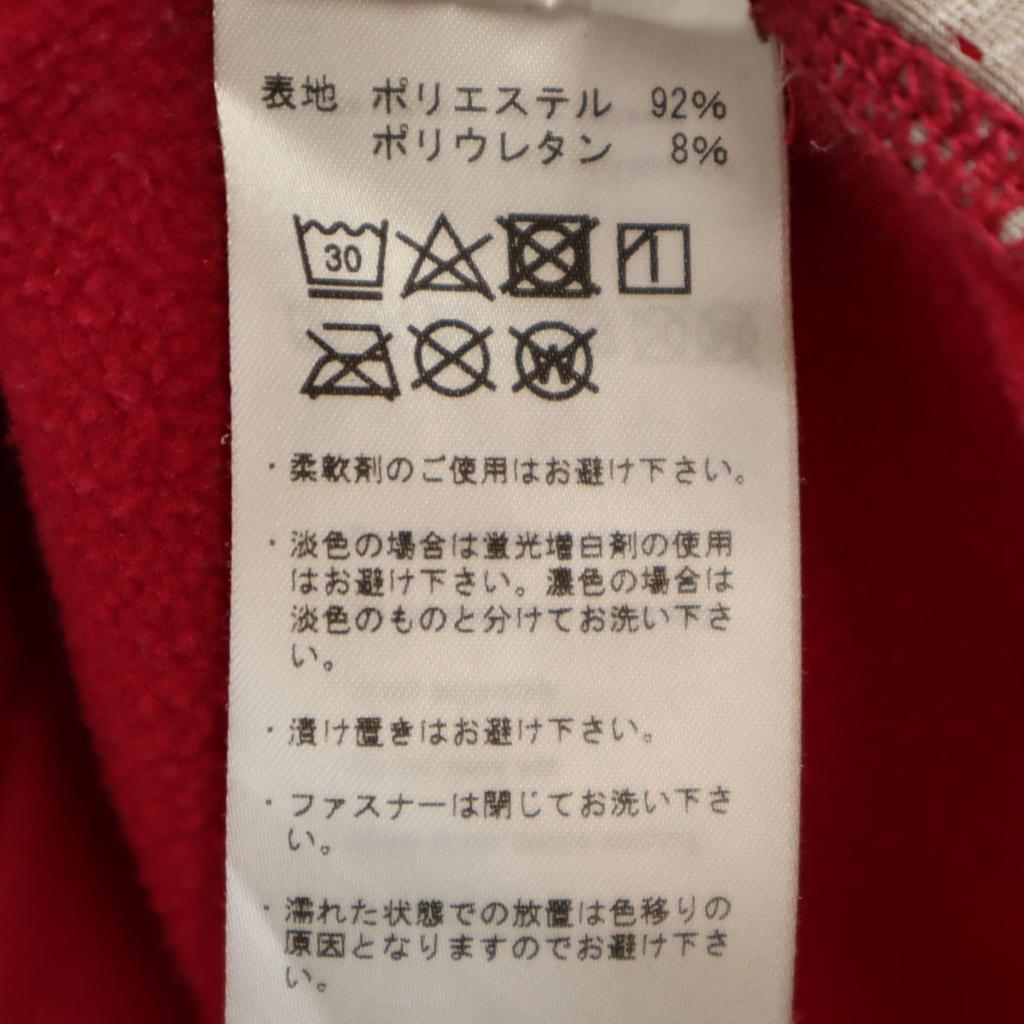 表地 ポリエステル 92%
ポリウレタン 8%
30
W
・柔軟剤のご使用はお避け下さい。
・淡色の場合は蛍光増白剤の使用
はお避け下さい。濃色の場合は
淡色のものと分けてお洗い下さ
い。
・漬け置きはお避け下さい。
・ファスナーは閉じてお洗い下さ
い。
・濡れた状態での放置は色移りの
原因となりますのでお避け下さ
い。